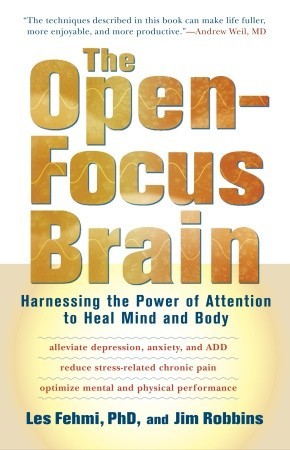 “The techniques described in this book can make life fuller,
more enjoyable, and more productive.”—Andrew Weil, MD
The
Open-
Focus
Brain
Harnessing the Power of Attention
to Heal Mind and Body
alleviate depression, anxiety, and ADD
reduce stress-related chronic pain
optimize mental and physical performance
Les Fehmi, PhD, and Jim Robbins